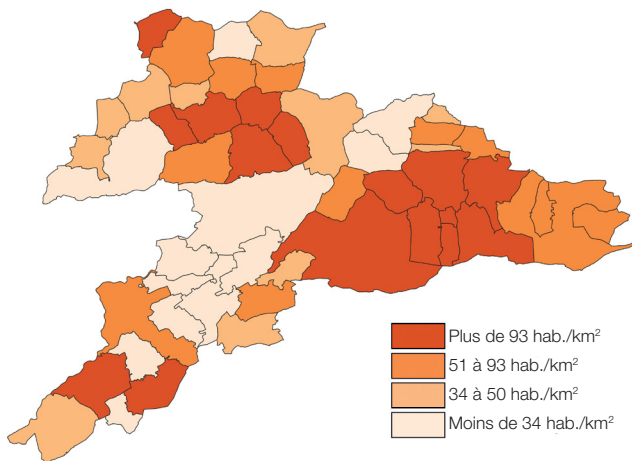 Plus de 93 hab./km²
51 à 93 hab./km²
34 à 50 hab./km²
Moins de 34 hab./km²